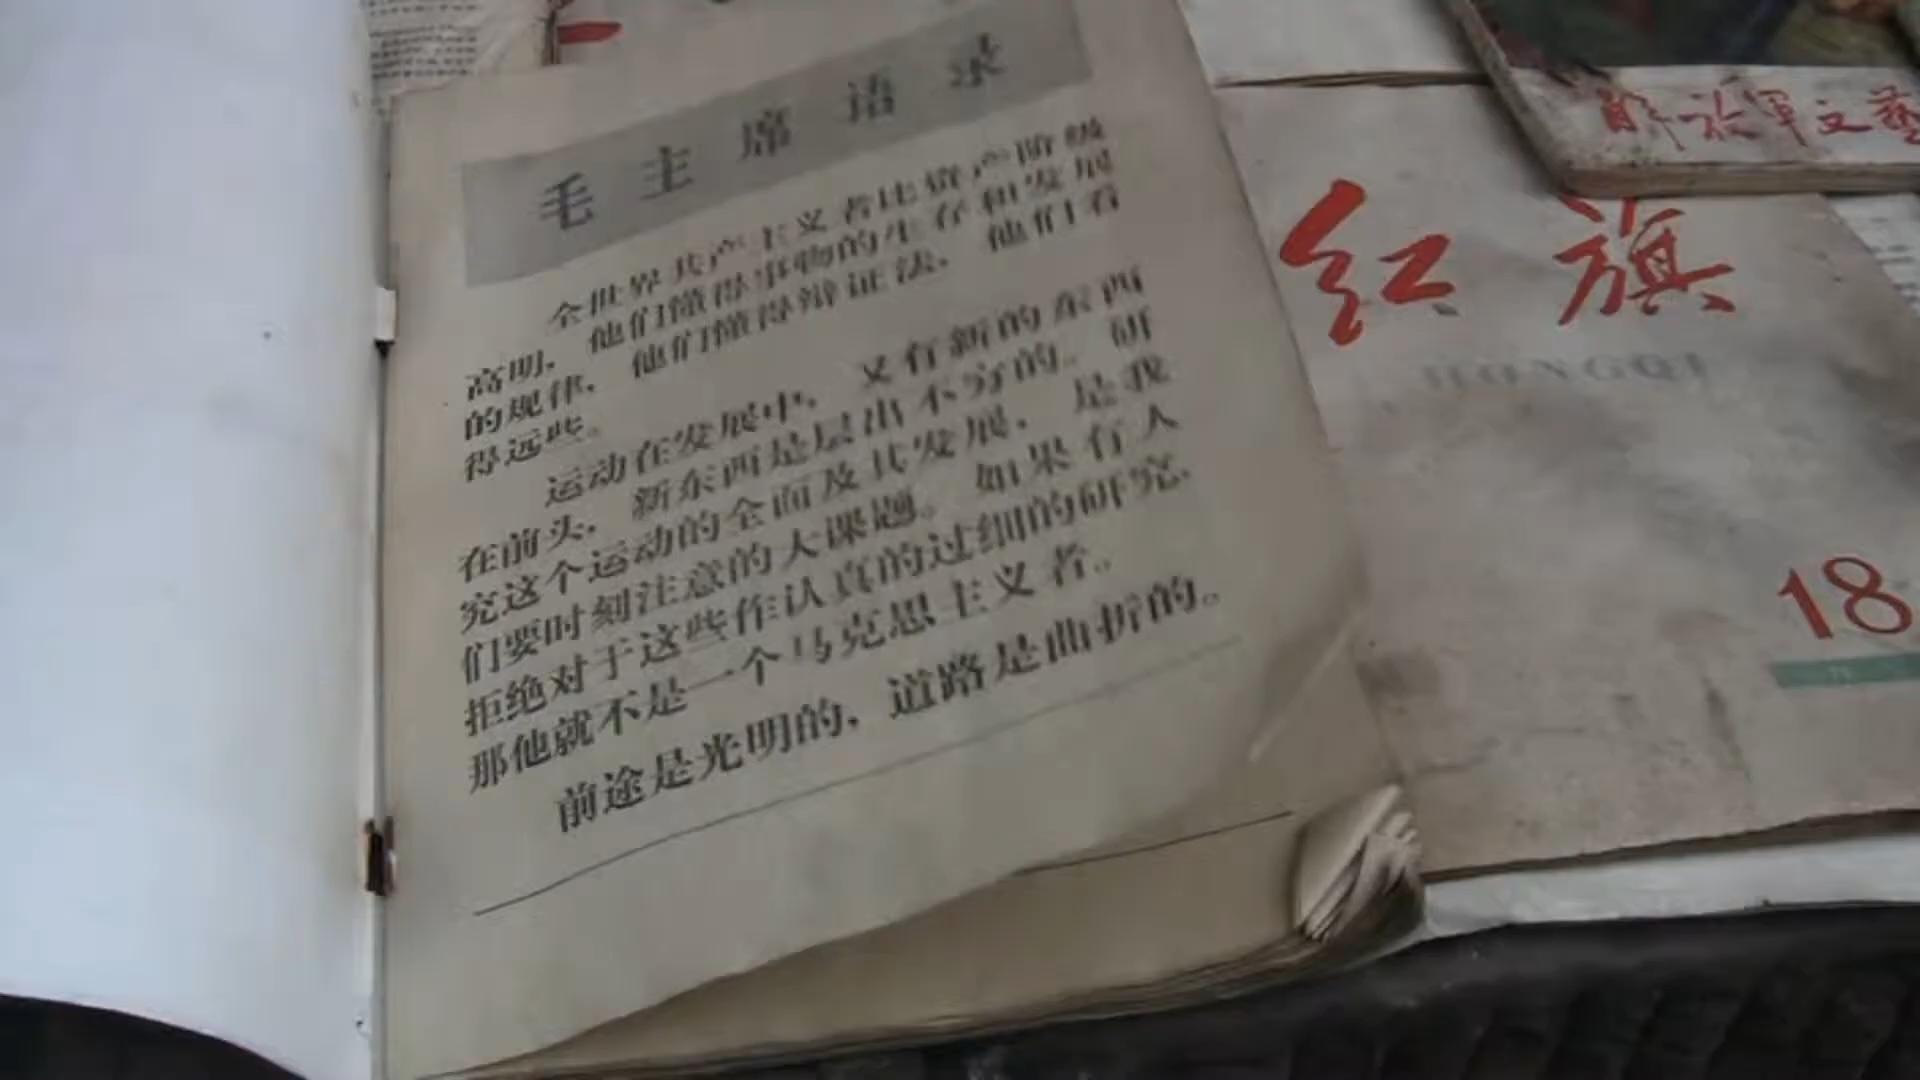 毛主席语录
全世界共产主义者比资产阶级
高明，他们懂得事物的生存和发展
的规律，他们懂得辩证法，他们看
得远些。
运动在发展中，又有新的东西
在前头，新东西是层出不穷的。研
究这个运动的全面及其发展，是我
们要时刻注意的大课题。如果有人
拒绝对于这些作认真的过细的研究，
那他就不是一个马克思主义者。
前途是光明的，道路是曲折的。
解放军文艺
红旗
HONGQI
18